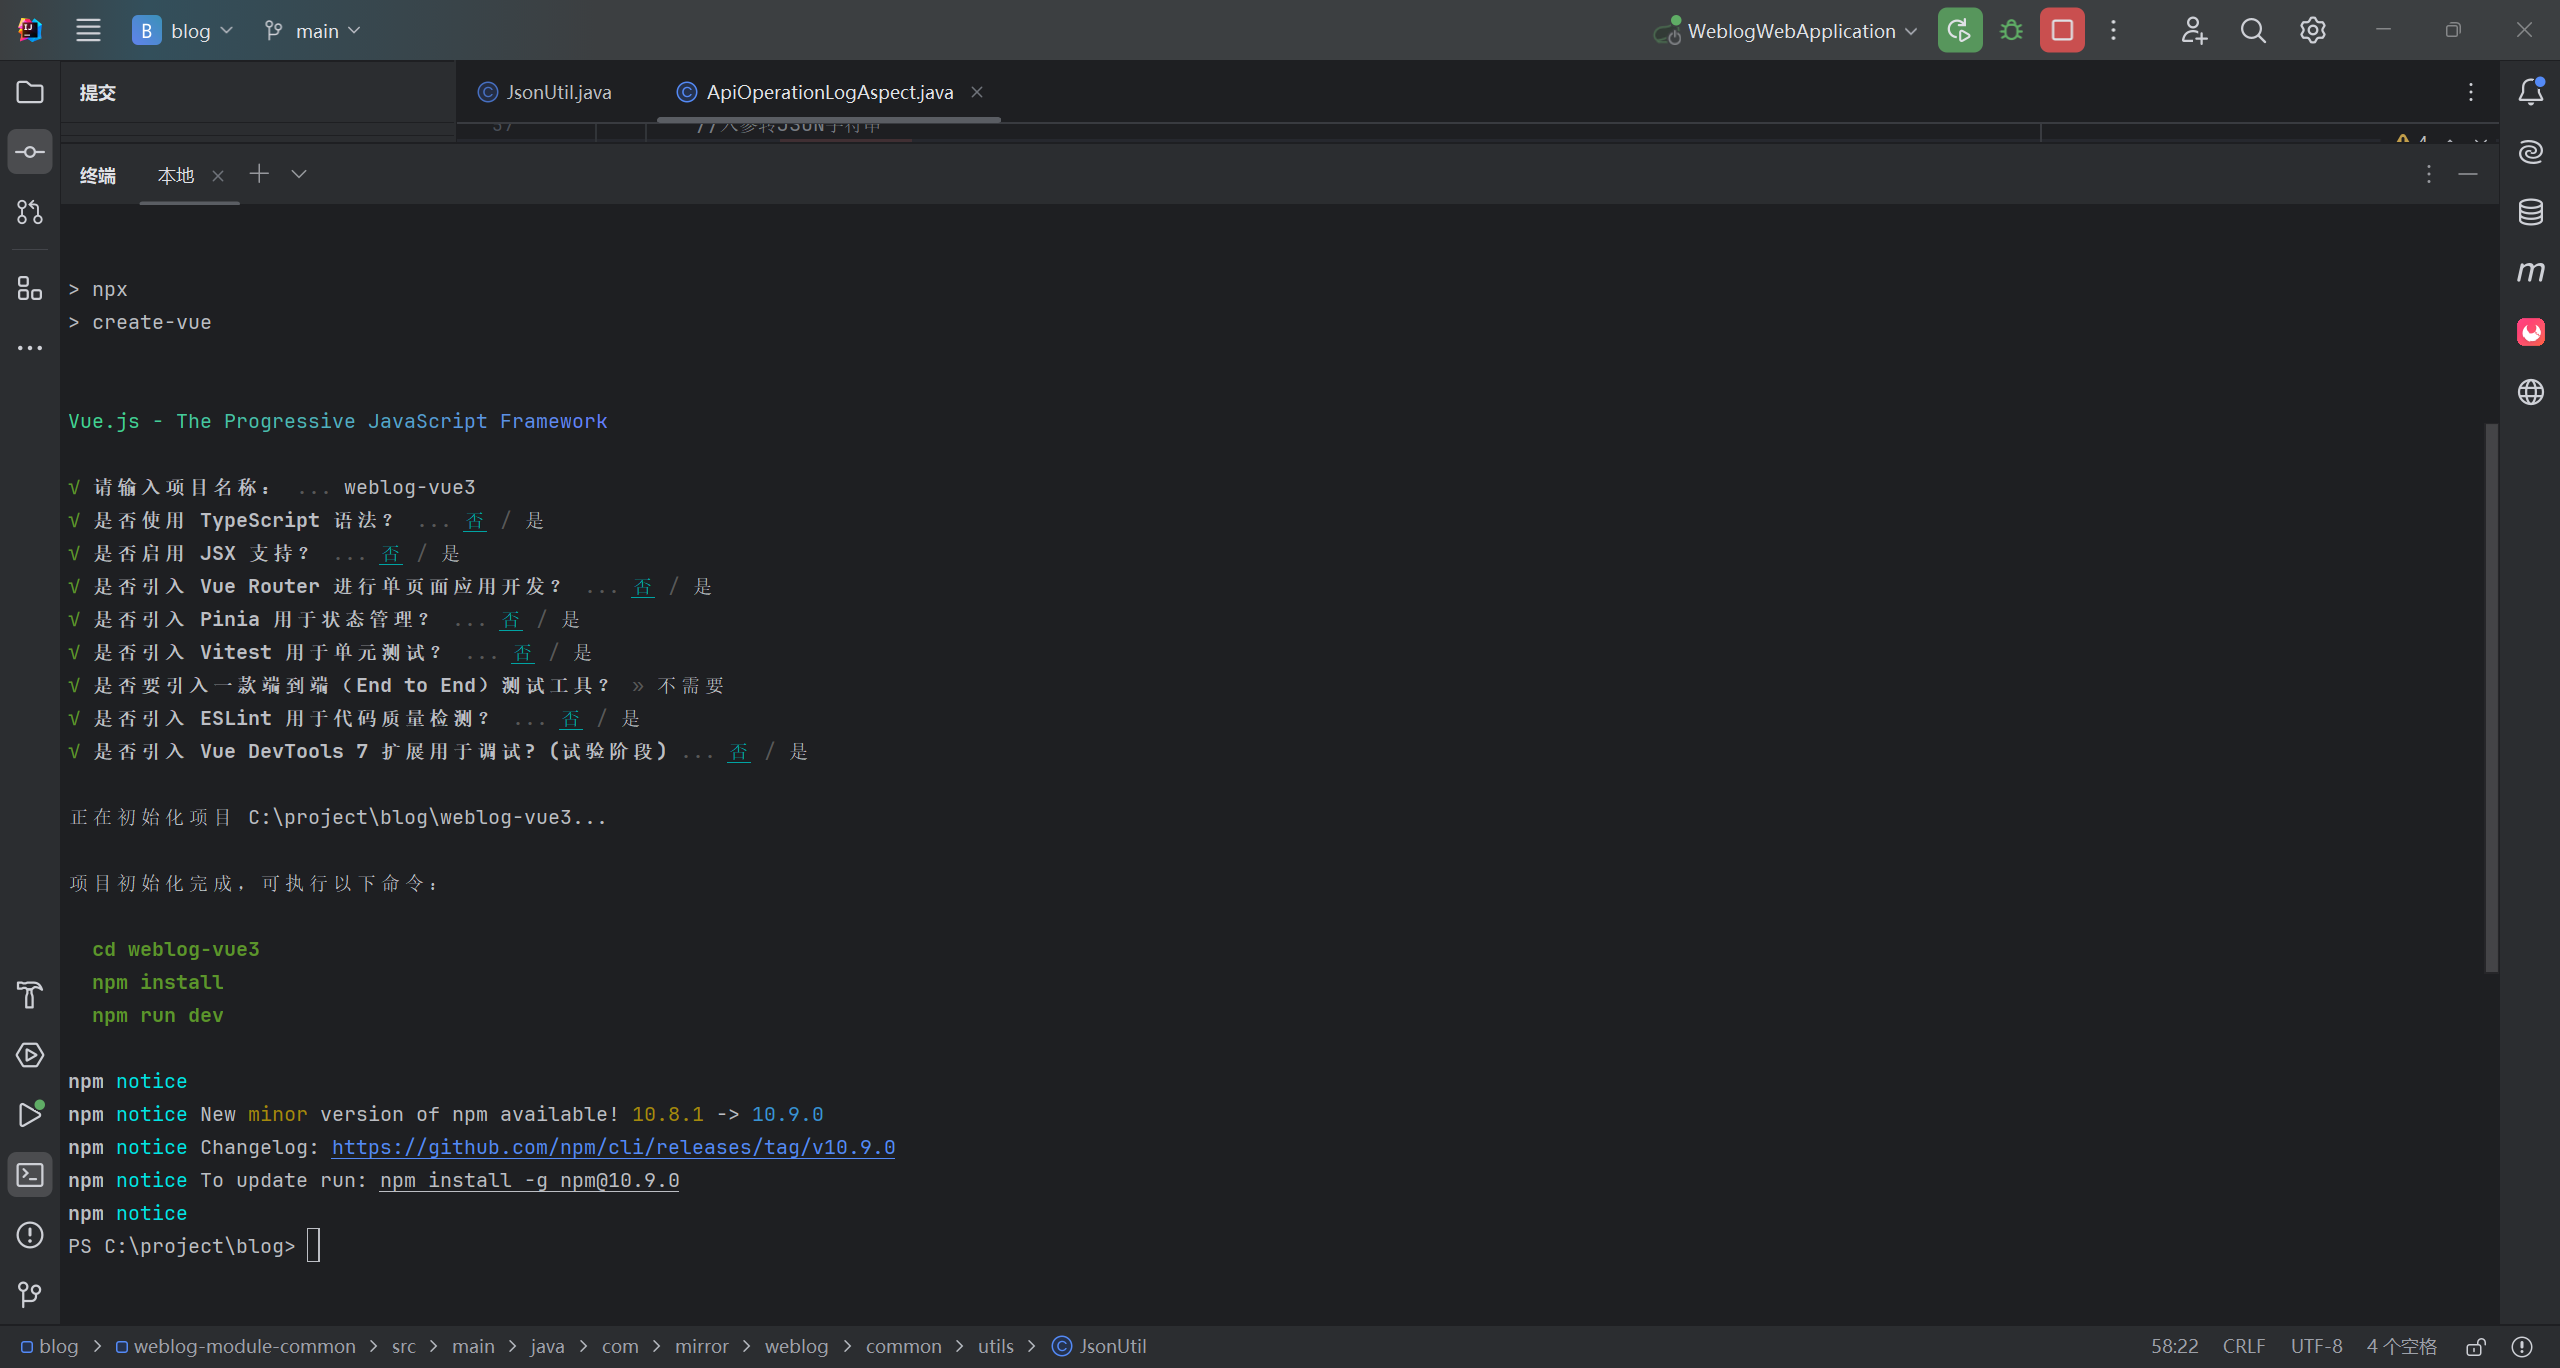 B blog main WeblogWebApplication
提交 JsonUtil.java ApiOperationLogAspect.java
57 //入参转JSON字符串 4
终端 本地
> npx
> create-vue
Vue.js - The Progressive JavaScript Framework
√ 请输入项目名称： ... weblog-vue3
√ 是否使用 TypeScript 语法？ ... 否 / 是
√ 是否启用 JSX 支持？ ... 否 / 是
√ 是否引入 Vue Router 进行单页面应用开发？ ... 否 / 是
√ 是否引入 Pinia 用于状态管理？ ... 否 / 是
√ 是否引入 Vitest 用于单元测试？ ... 否 / 是
√ 是否要引入一款端到端（End to End）测试工具？ » 不需要
√ 是否引入 ESLint 用于代码质量检测？ ... 否 / 是
√ 是否引入 Vue DevTools 7 扩展用于调试? (试验阶段) ... 否 / 是
正在初始化项目 C:\project\blog\weblog-vue3...
项目初始化完成，可执行以下命令：
cd weblog-vue3
npm install
npm run dev
npm notice
npm notice New minor version of npm available! 10.8.1 -> 10.9.0
npm notice Changelog: https://github.com/npm/cli/releases/tag/v10.9.0
npm notice To update run: npm install -g npm@10.9.0
npm notice
PS C:\project\blog>
blog > weblog-module-common > src > main > java > com > mirror > weblog > common > utils > JsonUtil 58:22 CRLF UTF-8 4 个空格